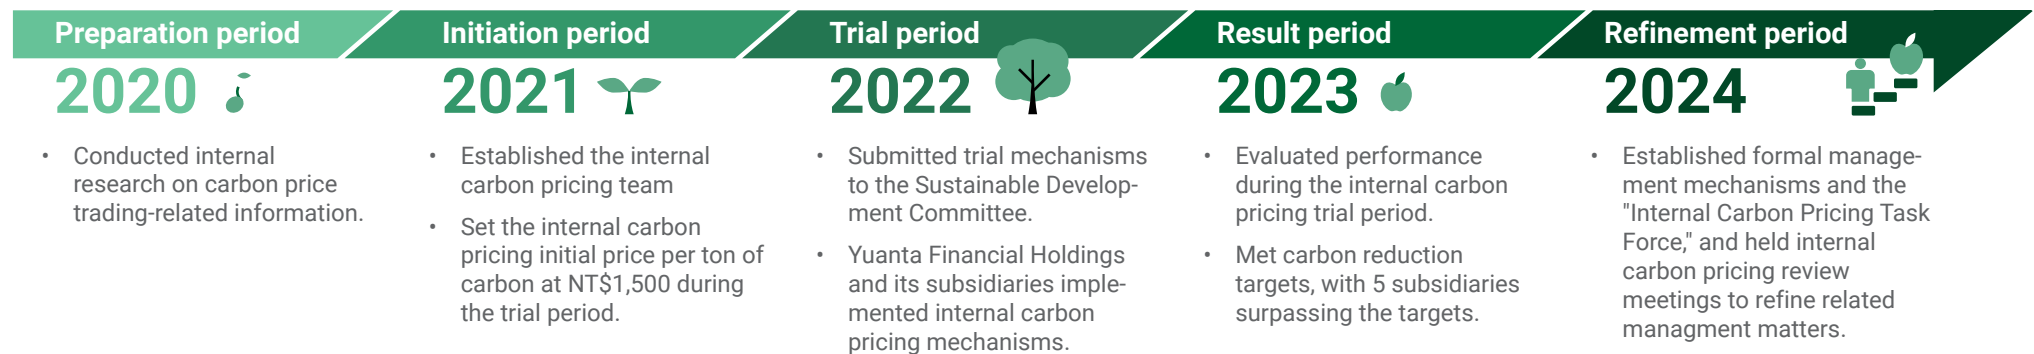 Preparation period
2020
• Conducted internal
research on carbon price
trading-related information.
Initiation period
2021
• Established the internal
carbon pricing team
• Set the internal carbon
pricing initial price per ton of
carbon at NT$1,500 during
the trial period.
Trial period
2022
• Submitted trial mechanisms
to the Sustainable Develop-
ment Committee.
• Yuanta Financial Holdings
and its subsidiaries imple-
mented internal carbon
pricing mechanisms.
Result period
2023
• Evaluated performance
during the internal carbon
pricing trial period.
• Met carbon reduction
targets, with 5 subsidiaries
surpassing the targets.
Refinement period
2024
• Established formal manage-
ment mechanisms and the
"Internal Carbon Pricing Task
Force," and held internal
carbon pricing review
meetings to refine related
managment matters.